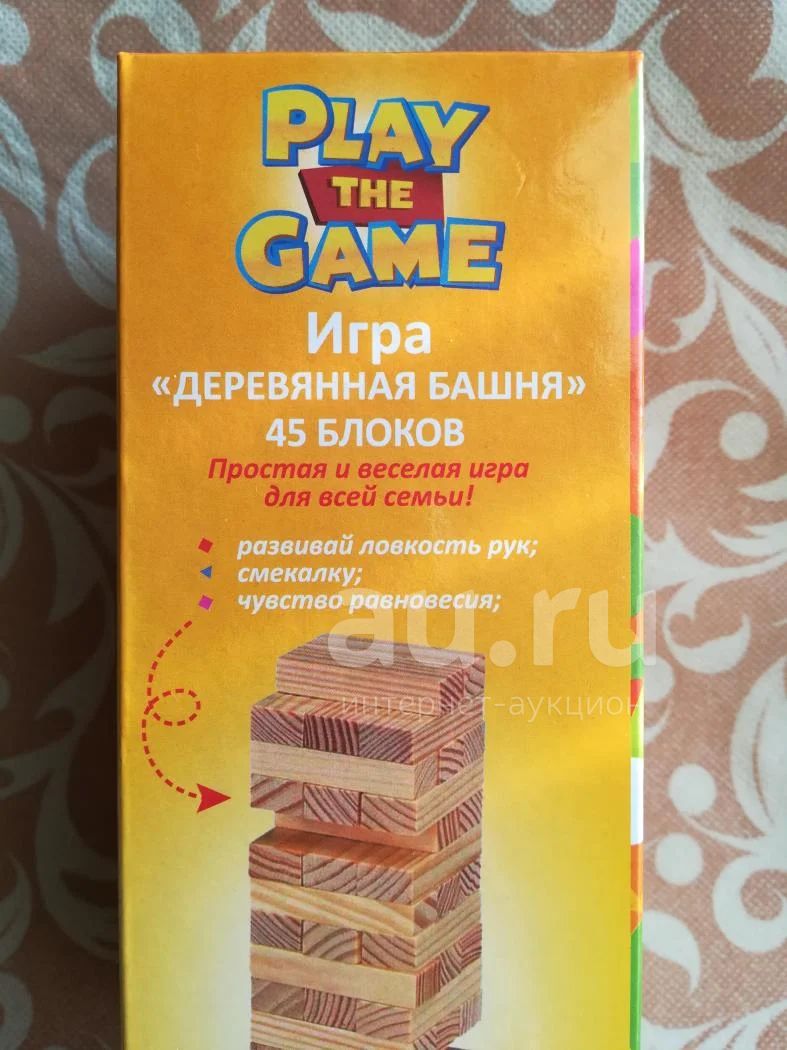 PLAY
THE
GAME
Игра
«ДЕРЕВЯННАЯ БАШНЯ»
45 БЛОКОВ
Простая и веселая игра
для всей семьи!
развивай ловкость рук;
смекалку;
чувство равновесия;
au.ru
интернет-аукцион